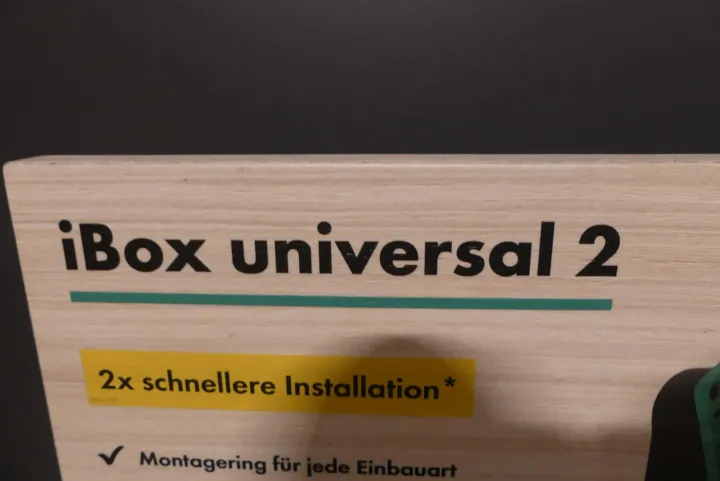 iBox universal 2
2x schnellere Installation*
✓ Montagering für jede Einbauart